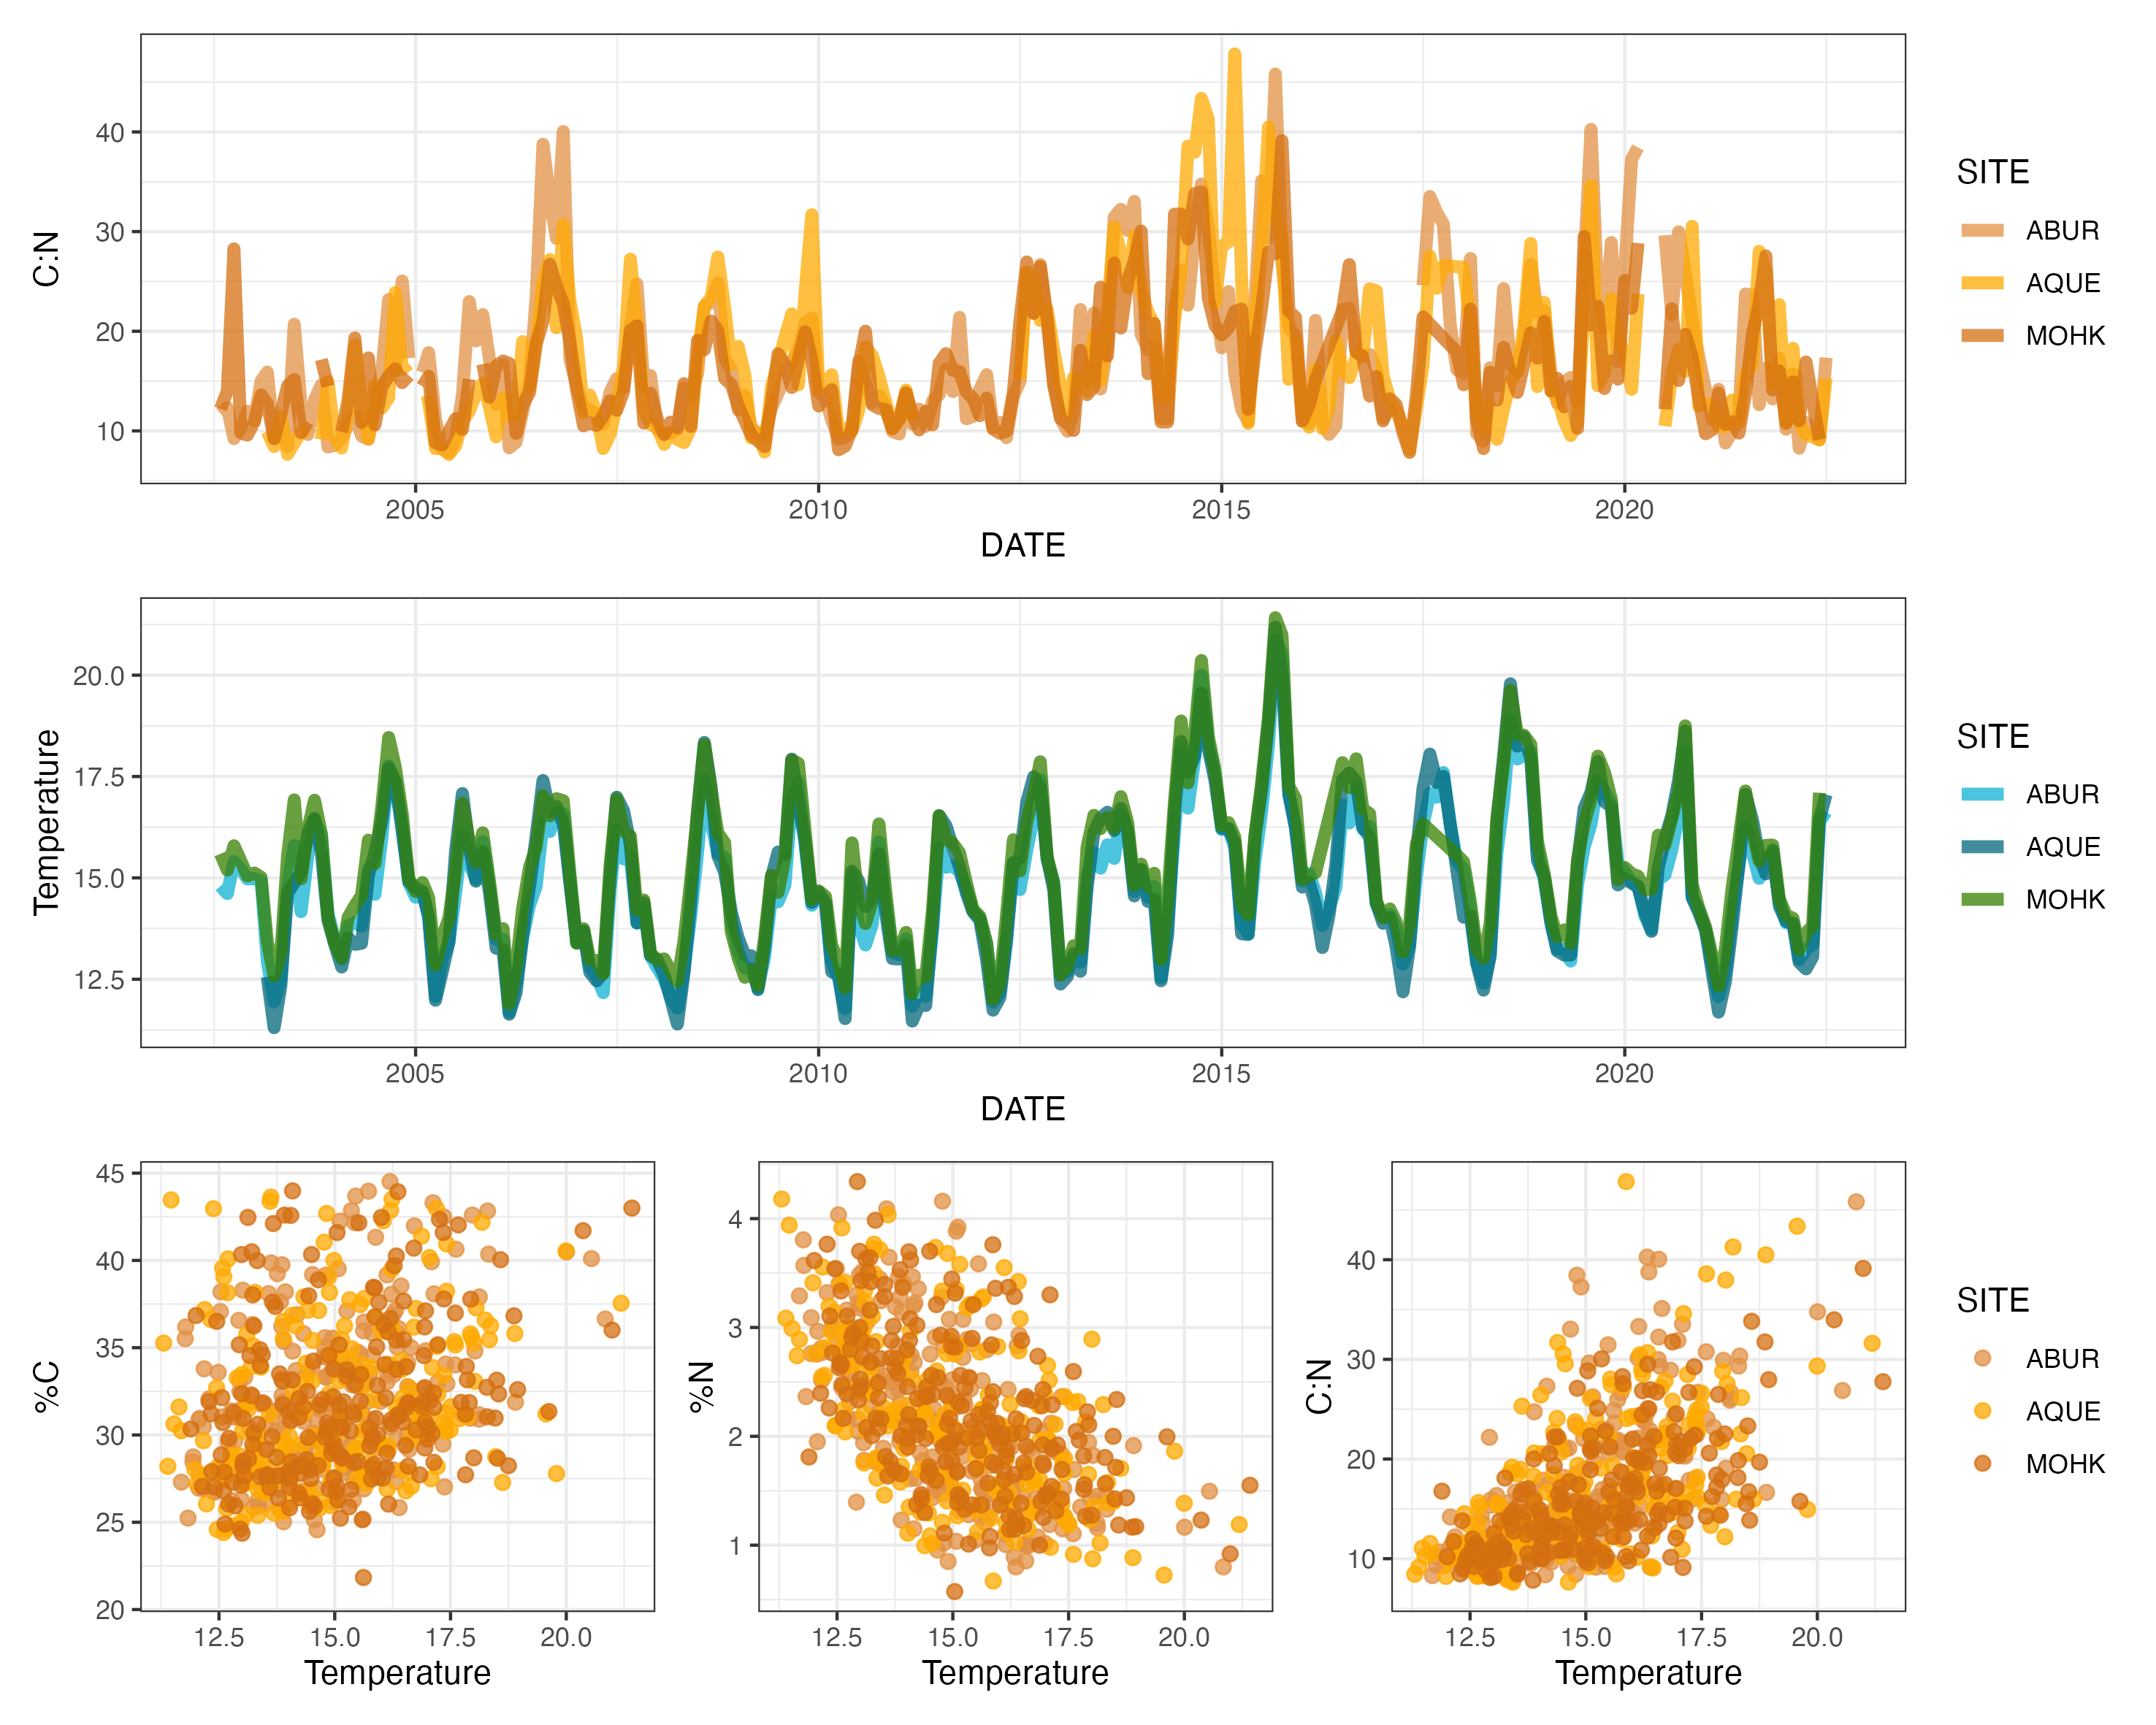 C:N
40
30
20
10
2005 2010 2015 2020
DATE
SITE
ABUR
AQUE
MOHK
Temperature
20.0
17.5
15.0
12.5
2005 2010 2015 2020
DATE
SITE
ABUR
AQUE
MOHK
%C
45
40
35
30
25
20
12.5 15.0 17.5 20.0
Temperature
%N
4
3
2
1
12.5 15.0 17.5 20.0
Temperature
C:N
40
30
20
10
12.5 15.0 17.5 20.0
Temperature
SITE
ABUR
AQUE
MOHK